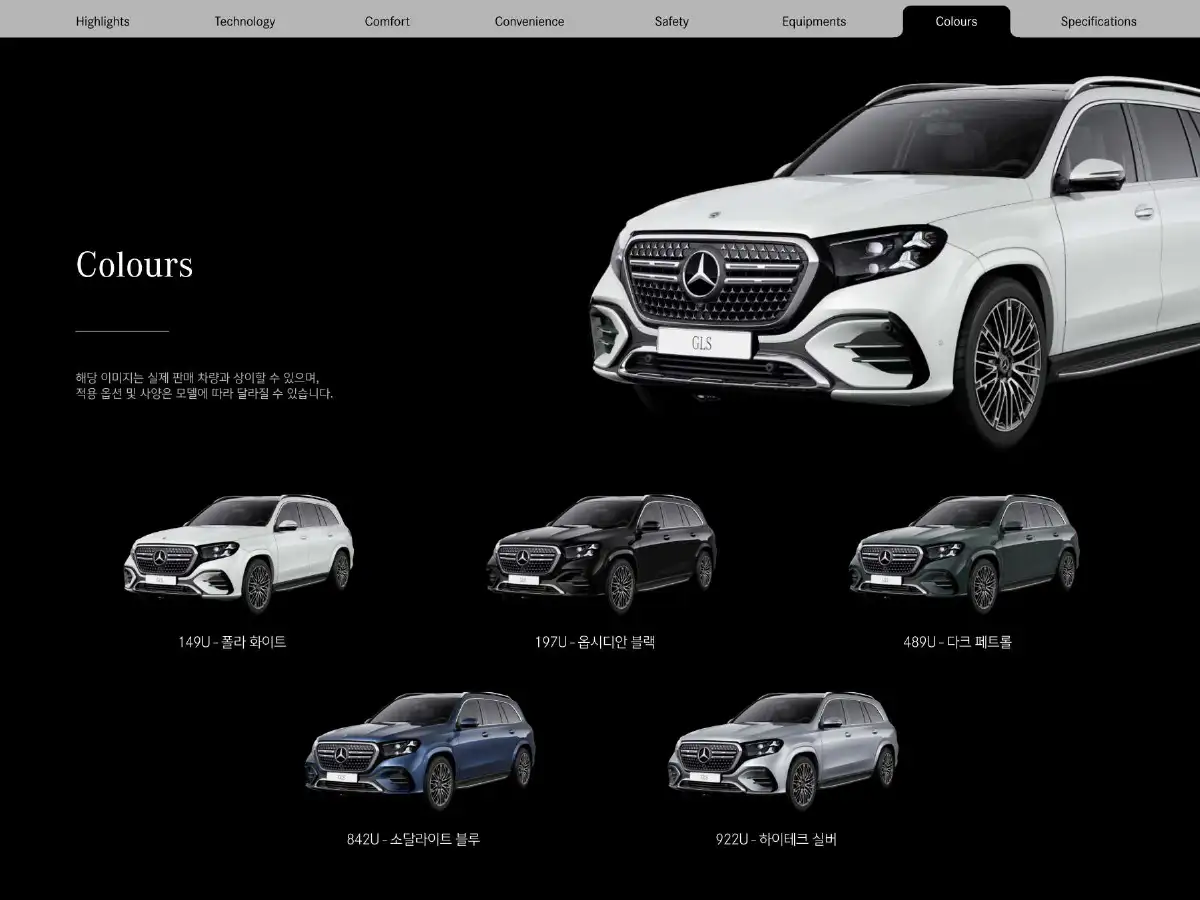 Highlights
Technology
Comfort
Convenience
Safety
Equipments
Colours
Specifications
GLS
Colours
해당 이미지는 실제 판매 차량과 상이할 수 있으며,
적용 옵션 및 사양은 모델에 따라 달라질 수 있습니다.
149U – 폴라 화이트
197U – 옵시디안 블랙
489U – 다크 페트롤
842U – 소달라이트 블루
922U – 하이테크 실버